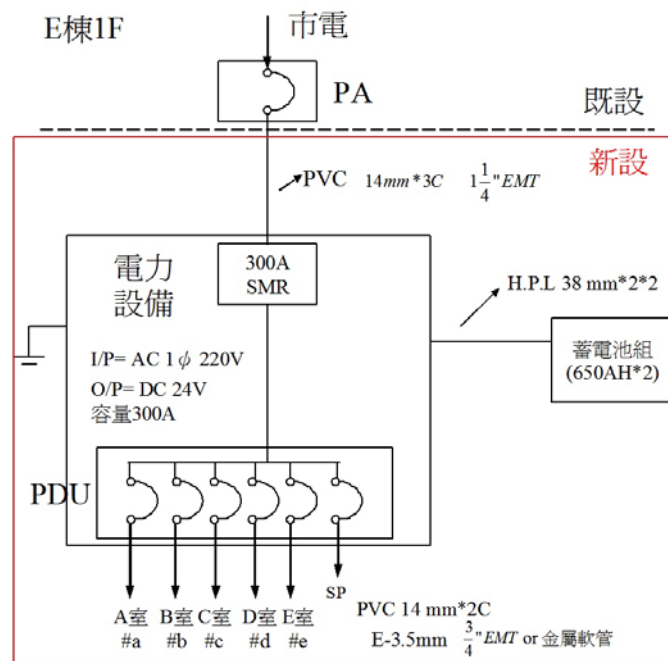 E棟1F
市電
PA
既設
新設
PVC 14mm*3C 1 1/4"EMT
電力
設備
300A
SMR
H.P.L 38 mm*2*2
I/P= AC 1ϕ 220V
O/P= DC 24V
容量300A
蓄電池組
(650AH*2)
PDU
A室 B室 C室 D室 E室 SP
#a #b #c #d #e
PVC 14 mm*2C
E-3.5mm 3/4"EMT or 金屬軟管